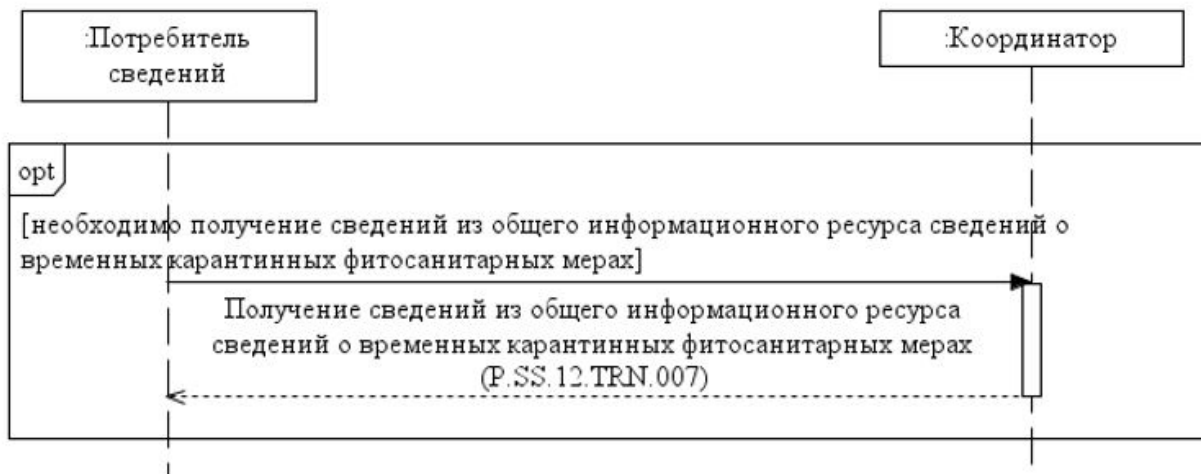 :Потребитель
сведений
:Координатор
opt
[необходимо получение сведений из общего информационного ресурса сведений о
временных карантинных фитосанитарных мерах]
Получение сведений из общего информационного ресурса
сведений о временных карантинных фитосанитарных мерах
(P.SS.12.TRN.007)